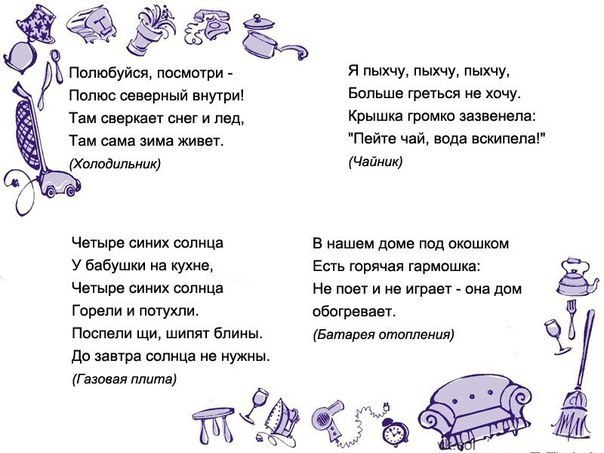 Полюбуйся, посмотри -
Полюс северный внутри!
Там сверкает снег и лед,
Там сама зима живет.
(Холодильник)
Я пыхчу, пыхчу, пыхчу,
Больше греться не хочу.
Крышка громко зазвенела:
"Пейте чай, вода вскипела!"
(Чайник)
Четыре синих солнца
У бабушки на кухне,
Четыре синих солнца
Горели и потухли.
Поспели щи, шипят блины.
До завтра солнца не нужны.
(Газовая плита)
В нашем доме под окошком
Есть горячая гармошка:
Не поет и не играет - она дом
обогревает.
(Батарея отопления)